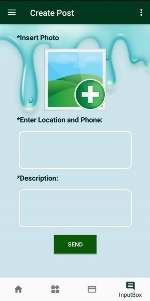 Create Post
*Insert Photo
*Enter Location and Phone:
*Description:
SEND
InputBox